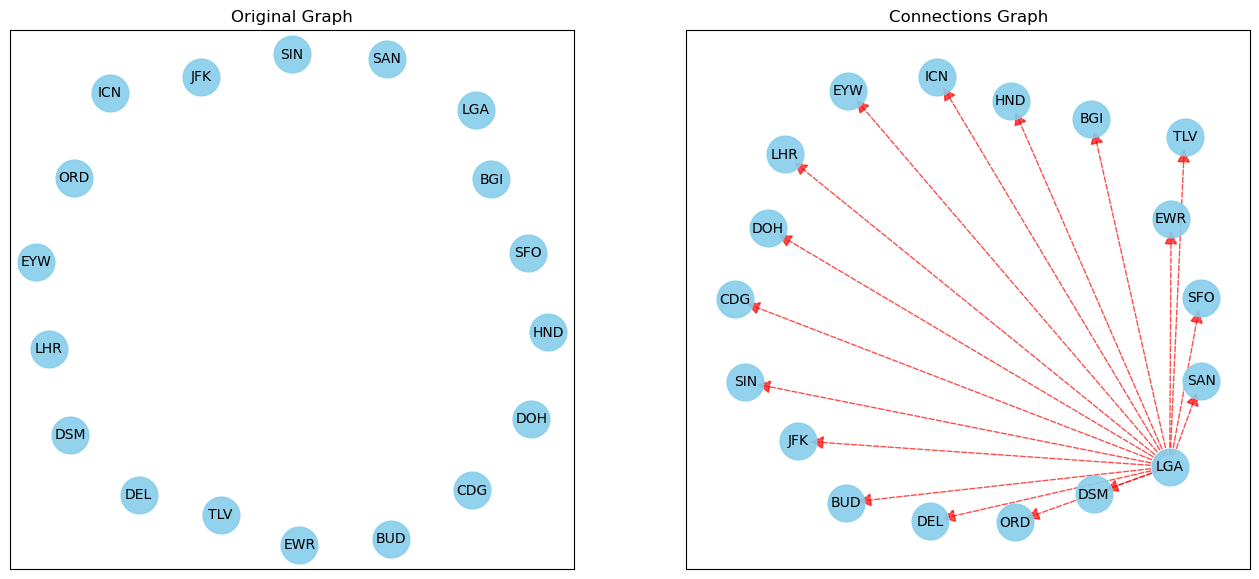 Original Graph
SIN
SAN
JFK
ICN
LGA
ORD
BGI
SFO
EYW
HND
LHR
DOH
DSM
CDG
DEL
TLV
BUD
EWR
Connections Graph
ICN
EYW
HND
BGI
TLV
LHR
EWR
DOH
SFO
CDG
SAN
SIN
JFK
LGA
DSM
BUD
DEL
ORD